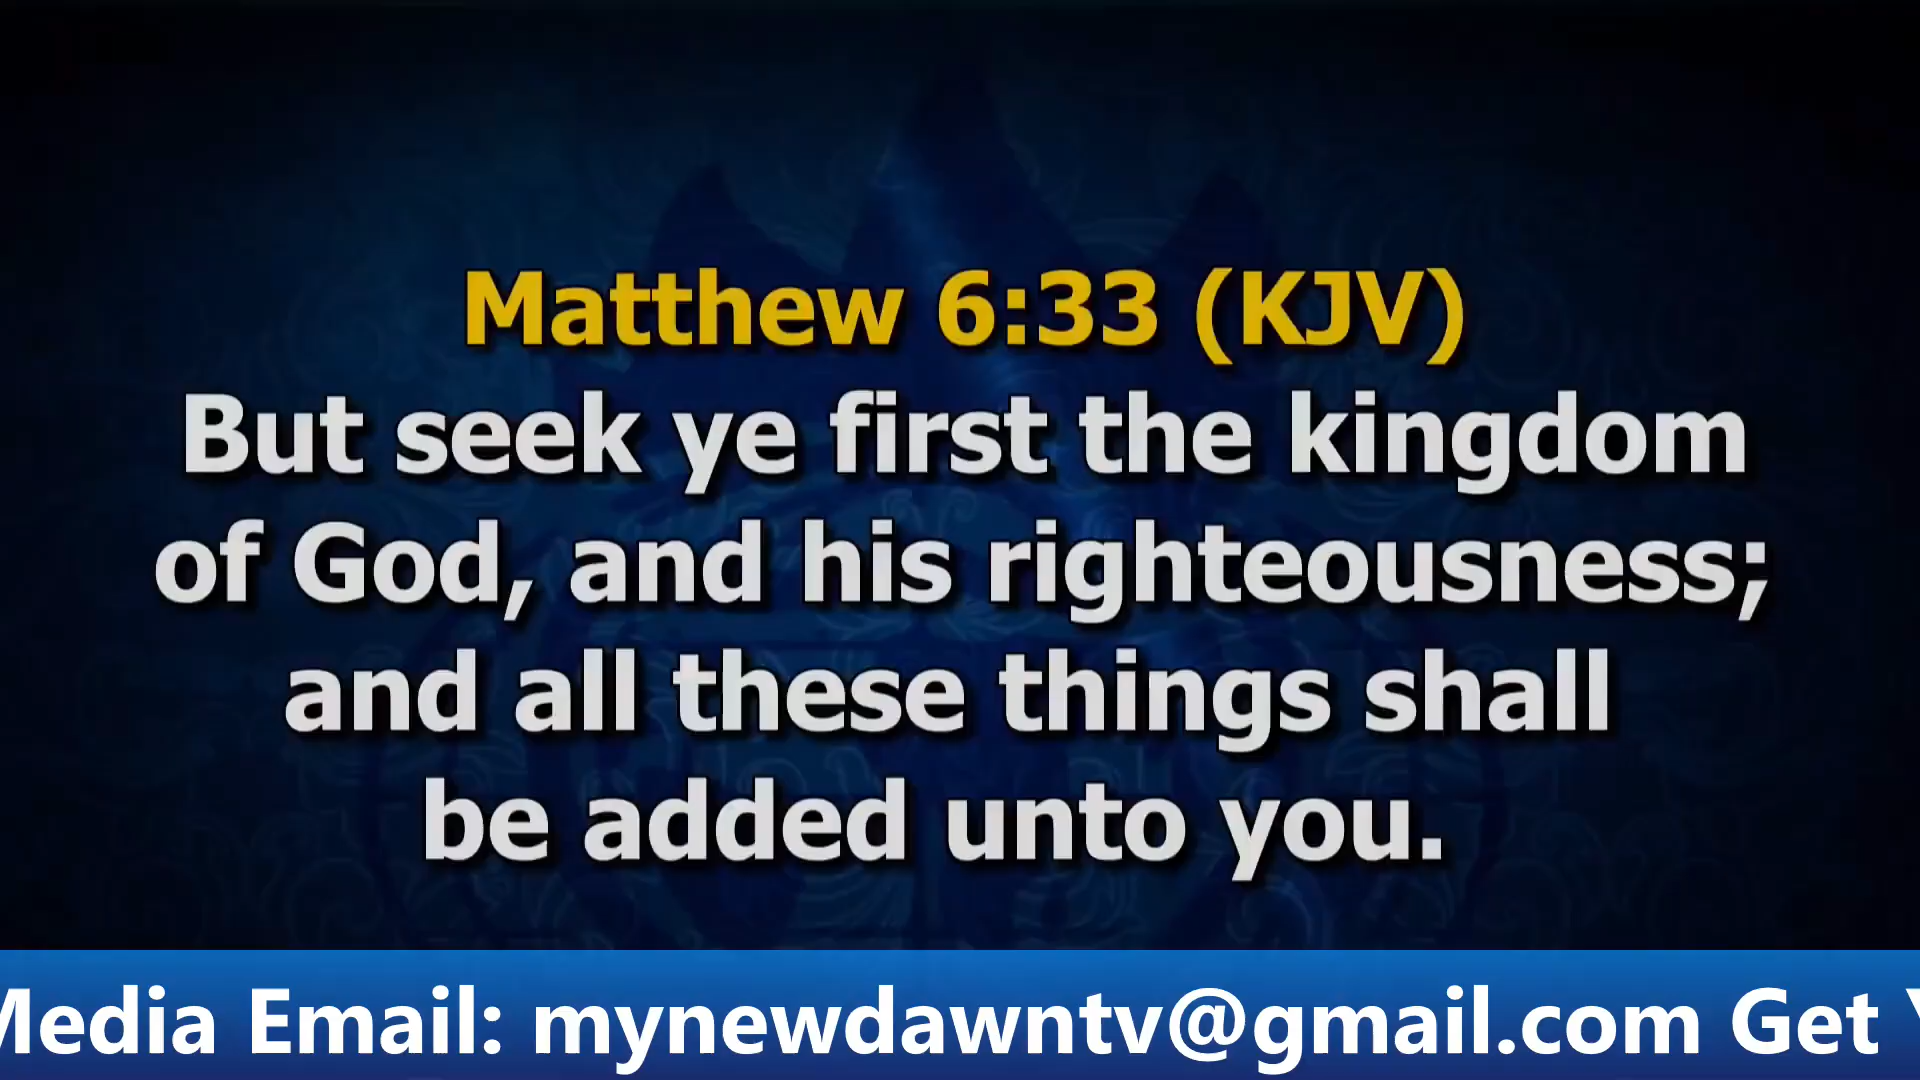 Matthew 6:33 (KJV)
But seek ye first the kingdom
of God, and his righteousness;
and all these things shall
be added unto you.
Media Email: mynewdawntv@gmail.com Get